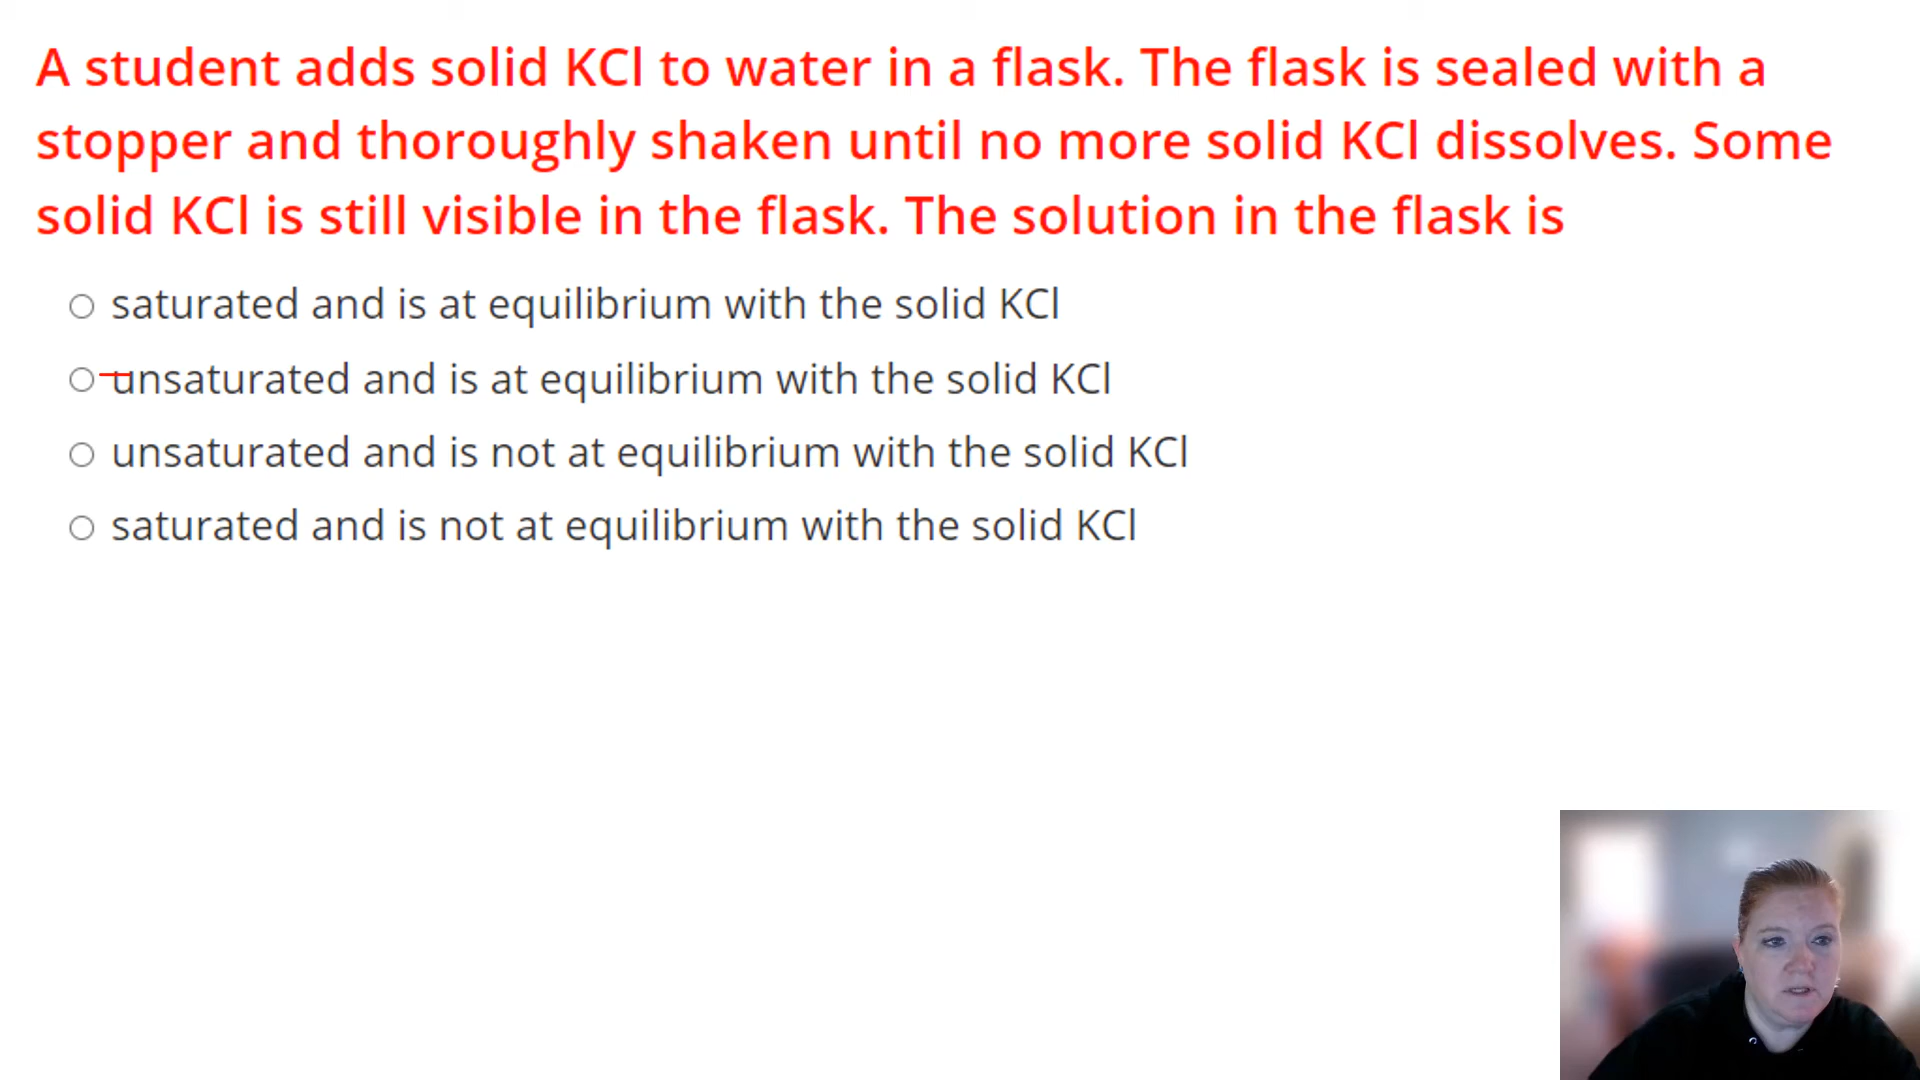 A student adds solid KCl to water in a flask. The flask is sealed with a
stopper and thoroughly shaken until no more solid KCl dissolves. Some
solid KCl is still visible in the flask. The solution in the flask is
saturated and is at equilibrium with the solid KCl
unsaturated and is at equilibrium with the solid KCl
unsaturated and is not at equilibrium with the solid KCl
saturated and is not at equilibrium with the solid KCl